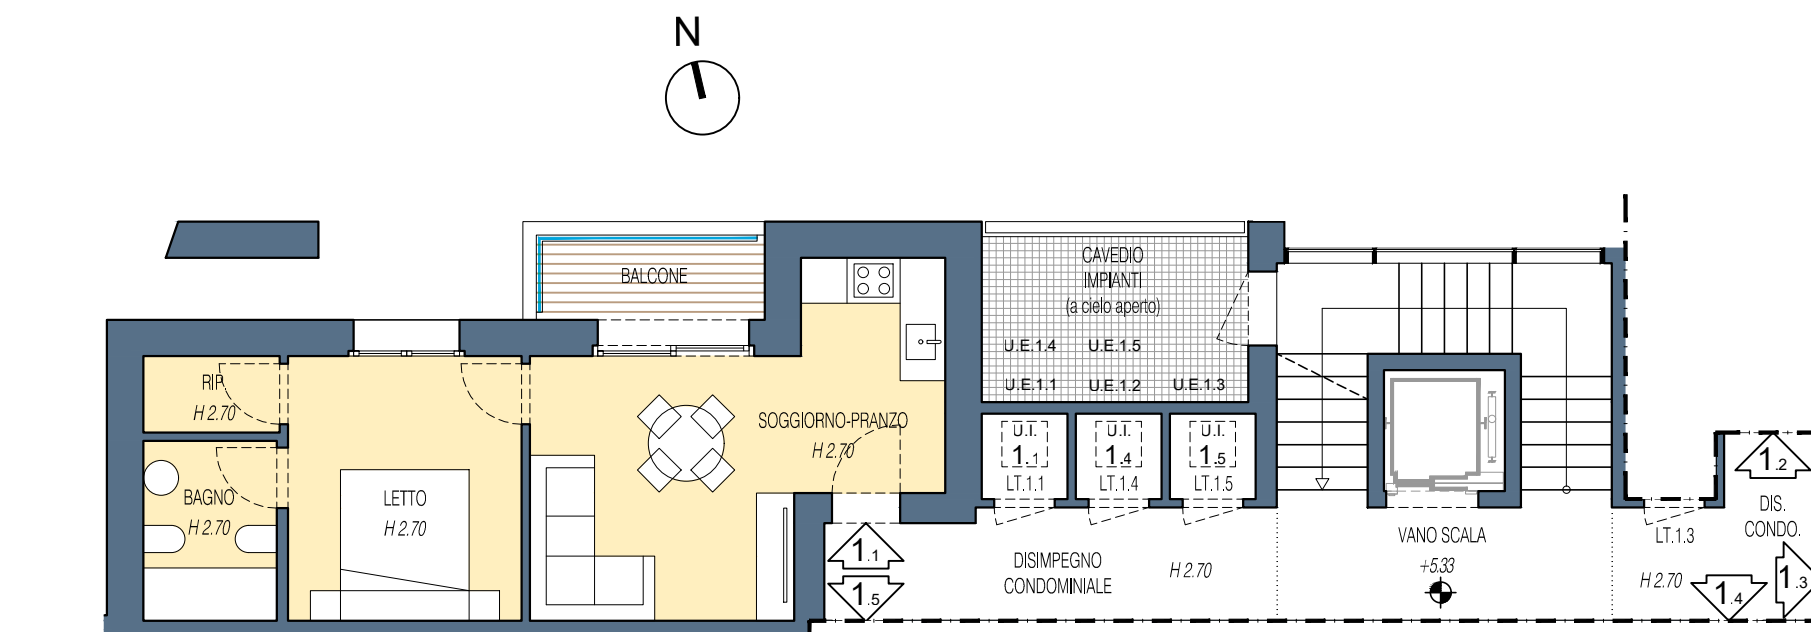 N
BALCONE
CAVEDIO
IMPIANTI
(a cielo aperto)
U.E.1.4 U.E.1.5
U.E.1.1 U.E.1.2 U.E.1.3
RIP.
H 2.70
SOGGIORNO-PRANZO
H 2.70
BAGNO
H 2.70
LETTO
H 2.70
U.I.
1.1
LT.1.1
U.I.
1.4
LT.1.4
U.I.
1.5
LT.1.5
1.1
1.5
DISIMPEGNO
CONDOMINIALE
H 2.70
VANO SCALA
+5.33
LT.1.3
H 2.70
1.2
DIS.
CONDO.
1.3
1.4